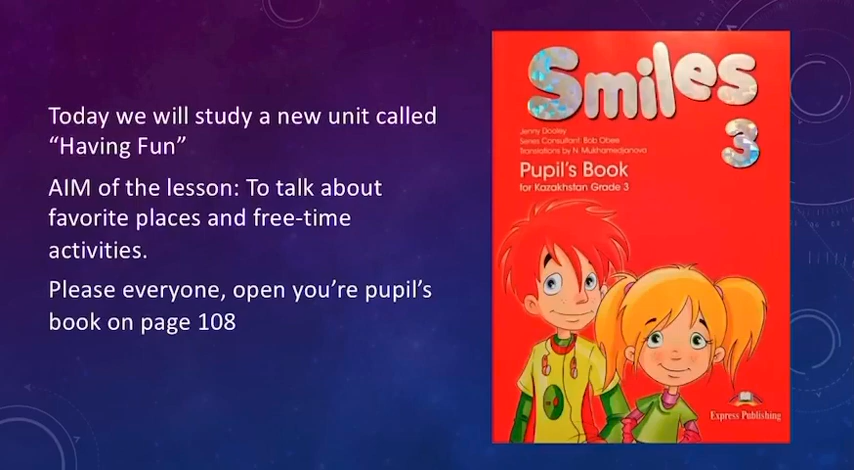 Today we will study a new unit called
“Having Fun”
AIM of the lesson: To talk about
favorite places and free-time
activities.
Please everyone, open you’re pupil’s
book on page 108
Smiles
3
Jenny Dooley
Series Consultant: Bob Obee
Translations by N. Mukhamedjanova
Pupil's Book
for Kazakhstan Grade 3
Express Publishing